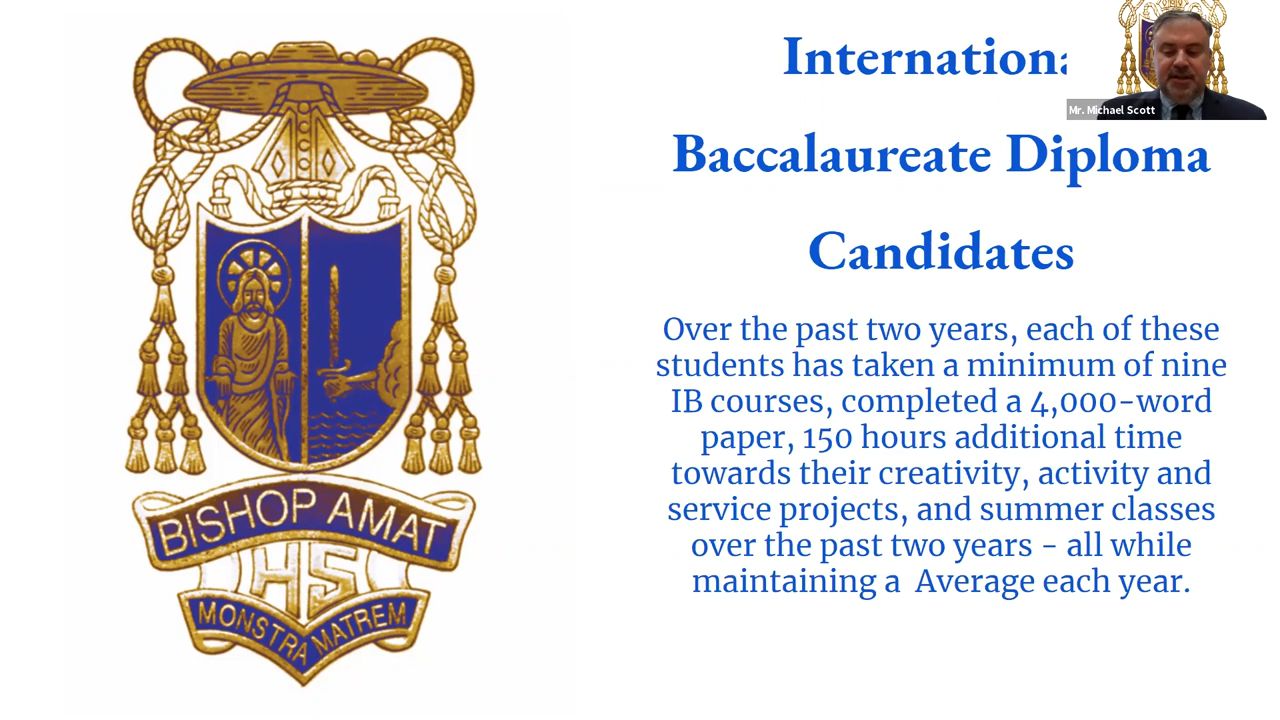 Internationa
Mr. Michael Scott
Baccalaureate Diploma
Candidates
Over the past two years, each of these
students has taken a minimum of nine
IB courses, completed a 4,000-word
paper, 150 hours additional time
towards their creativity, activity and
service projects, and summer classes
over the past two years - all while
maintaining a  Average each year.
BISHOP AMAT
HS
MONSTRA MATREM